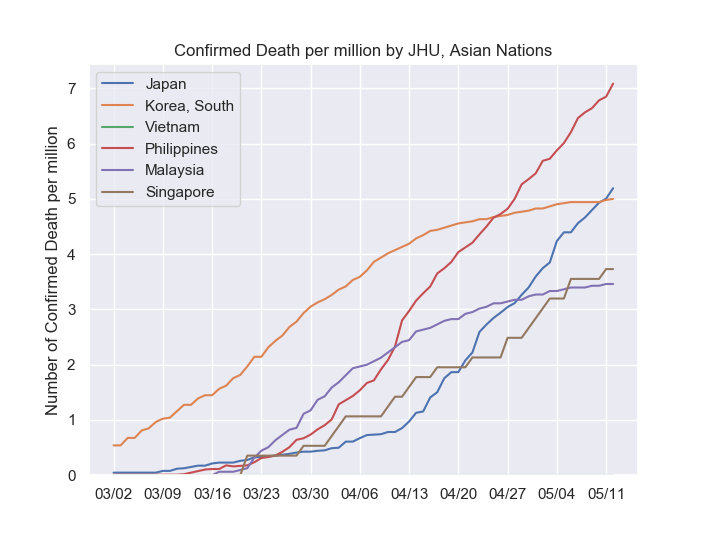 Confirmed Death per million by JHU, Asian Nations
Number of Confirmed Death per million
7
6
5
4
3
2
1
0
Japan
Korea, South
Vietnam
Philippines
Malaysia
Singapore
03/02 03/09 03/16 03/23 03/30 04/06 04/13 04/20 04/27 05/04 05/11